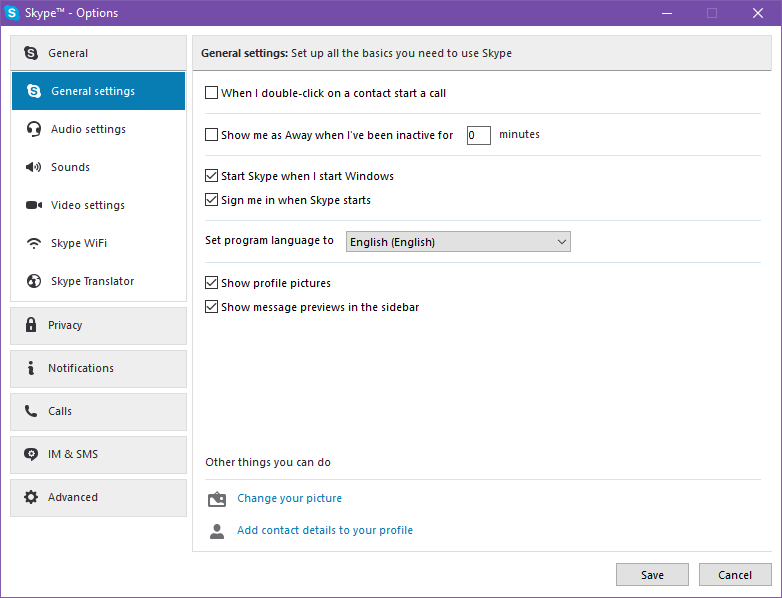 Skype™ - Options
General
General settings
Audio settings
Sounds
Video settings
Skype WiFi
Skype Translator
Privacy
Notifications
Calls
IM & SMS
Advanced
General settings: Set up all the basics you need to use Skype
When I double-click on a contact start a call
Show me as Away when I've been inactive for 0 minutes
Start Skype when I start Windows
Sign me in when Skype starts
Set program language to English (English)
Show profile pictures
Show message previews in the sidebar
Other things you can do
Change your picture
Add contact details to your profile
Save Cancel